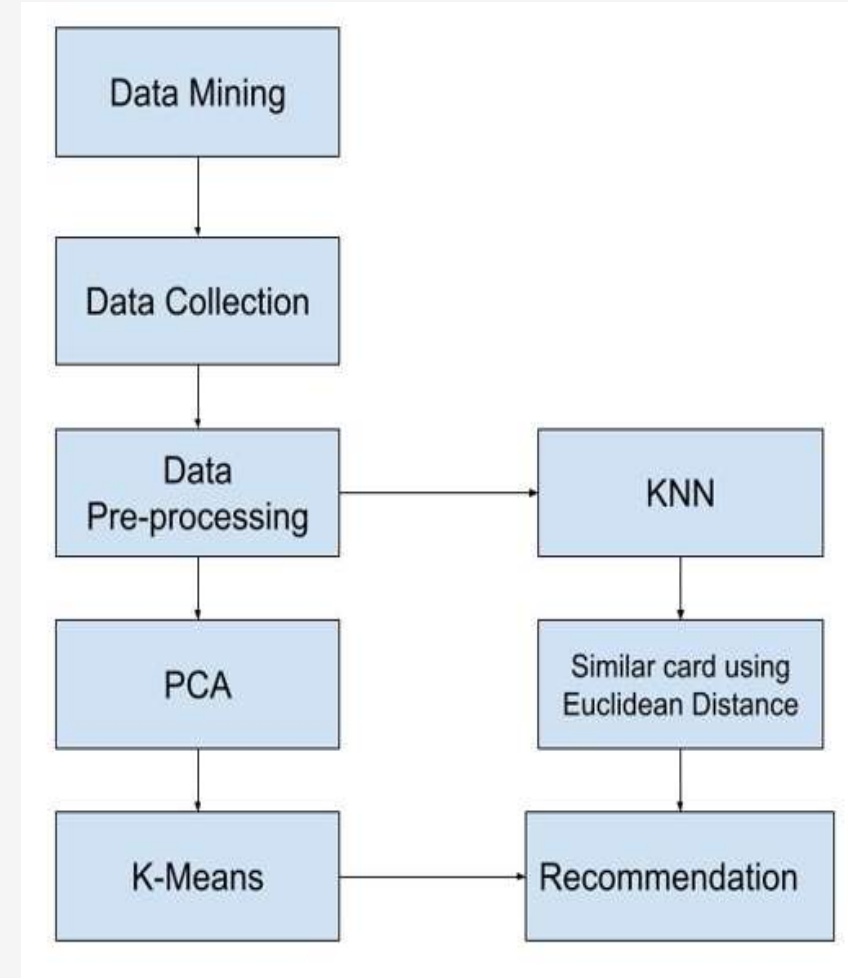 Data Mining
Data Collection
Data
Pre-processing
KNN
PCA
Similar card using
Euclidean Distance
K-Means
Recommendation